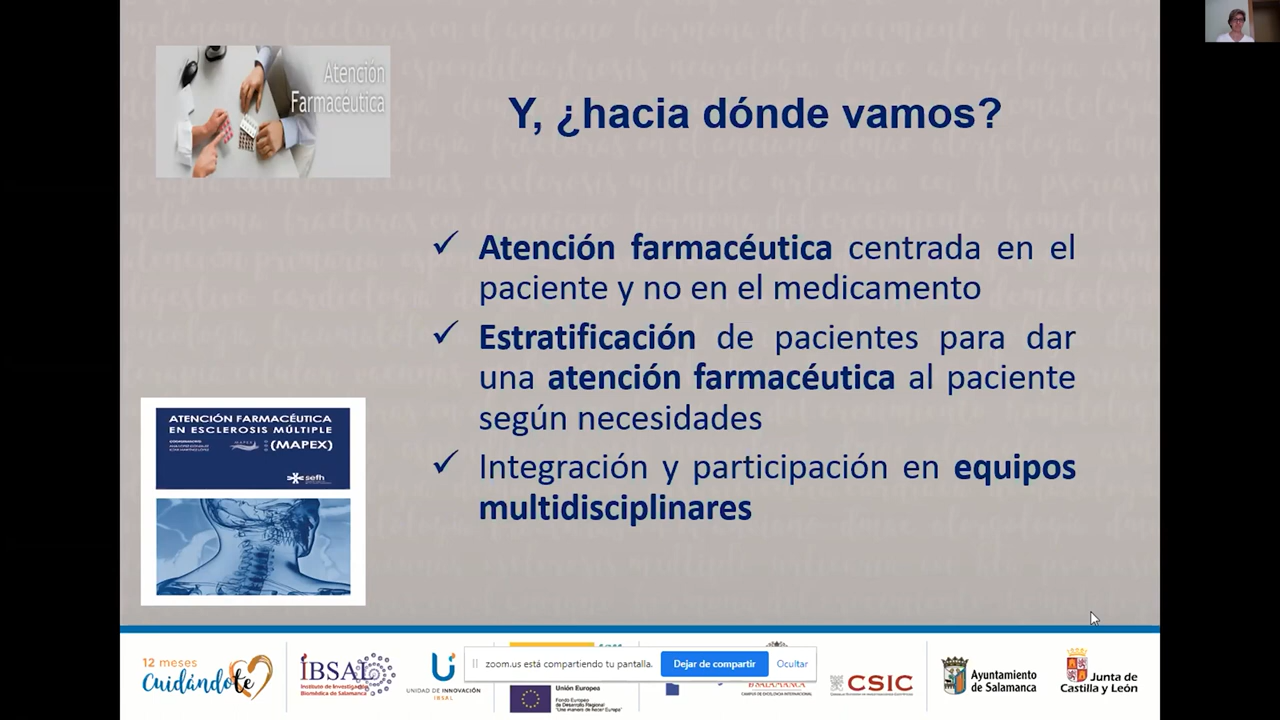 Atención
Farmacéutica
Y, ¿hacia dónde vamos?
✓ Atención farmacéutica centrada en el
paciente y no en el medicamento
✓ Estratificación de pacientes para dar
una atención farmacéutica al paciente
según necesidades
✓ Integración y participación en equipos
multidisciplinares
ATENCIÓN FARMACÉUTICA
EN ESCLEROSIS MÚLTIPLE
(MAPEX)
sefh
12 meses
Cuidándote
IBSAL
Instituto de Investigación
Biomédica de Salamanca
U
UNIDAD DE INNOVACIÓN
IBSAL
Unión Europea
Fondo Europeo
de Desarrollo Regional
"Una manera de hacer Europa"
zoom.us está compartiendo tu pantalla.
Dejar de compartir
Ocultar
CAMPUS DE EXCELENCIA INTERNACIONAL
CSIC
Ayuntamiento
de Salamanca
Junta de
Castilla y León